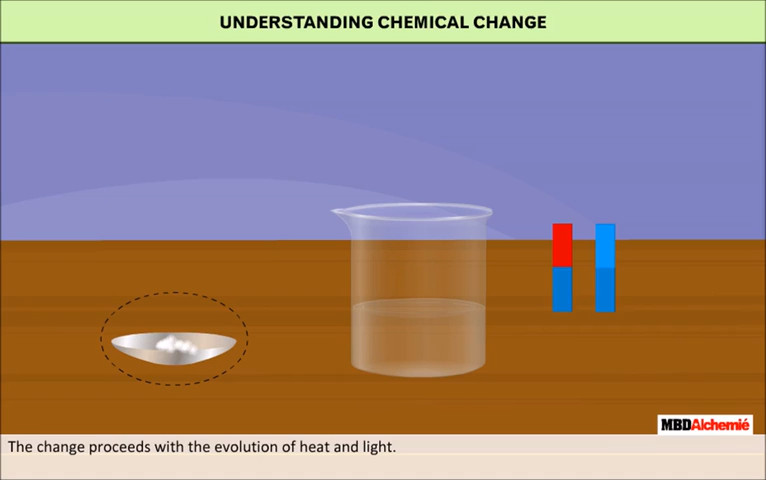 UNDERSTANDING CHEMICAL CHANGE
MBDAlchemié
The change proceeds with the evolution of heat and light.